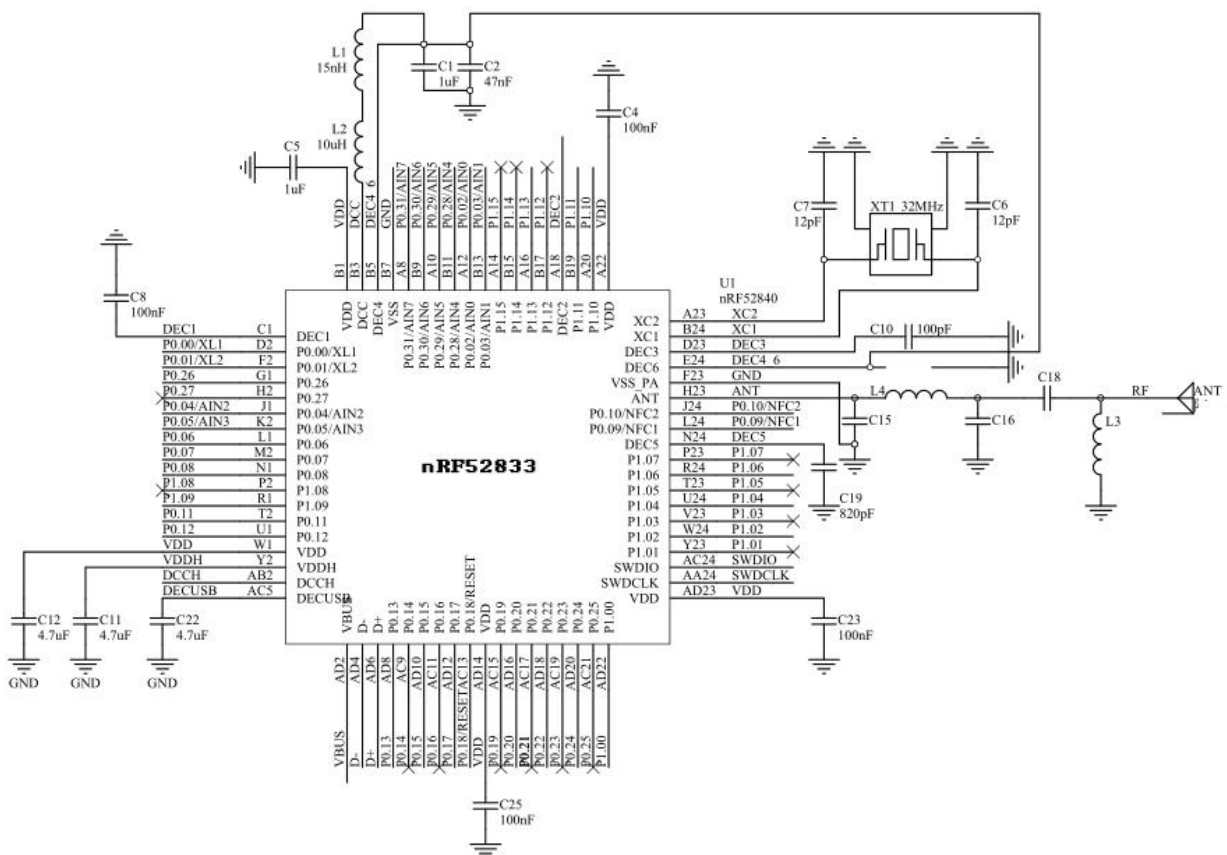 L1
15nH
C1
1uF
C2
47nF
C4
100nF
L2
10uH
C5
1uF
C7
12pF
XT1 32MHz
C6
12pF
VDD
DCC
DEC4_6
GND
P0.31/AIN7
P0.30/AIN6
P0.29/AIN5
P0.28/AIN4
P0.02/AIN0
P0.03/AIN1
P1.15
P1.14
P1.13
P1.12
DEC2
P1.11
P1.10
VDD
B1
B3
B5
B7
A8
B9
A10
B11
A12
B13
A14
B15
A16
B17
A18
B19
A20
A22
VDD
DCC
DEC4
VSS
P0.31/AIN7
P0.30/AIN6
P0.29/AIN5
P0.28/AIN4
P0.02/AIN0
P0.03/AIN1
P1.15
P1.14
P1.13
P1.12
DEC2
P1.11
P1.10
VDD
C8
100nF
U1
nRF52840
DEC1 C1 DEC1
P0.00/XL1 D2 P0.00/XL1
P0.01/XL2 F2 P0.01/XL2
P0.26 G1 P0.26
P0.27 H2 P0.27
P0.04/AIN2 J1 P0.04/AIN2
P0.05/AIN3 K2 P0.05/AIN3
P0.06 L1 P0.06
P0.07 M2 P0.07
P0.08 N1 P0.08
P1.08 P2 P1.08
P1.09 R1 P1.09
P0.11 T2 P0.11
P0.12 U1 P0.12
VDD W1 VDD
VDDH Y2 VDDH
DCCH AB2 DCCH
DECUSB AC5 DECUSB
nRF52833
XC2 A23 XC2
XC1 B24 XC1
DEC3 D23 DEC3
DEC6 E24 DEC4_6
VSS_PA F23 GND
ANT H23 ANT
P0.10/NFC2 J24 P0.10/NFC2
P0.09/NFC1 L24 P0.09/NFC1
DEC5 N24 DEC5
P1.07 P23 P1.07
P1.06 R24 P1.06
P1.05 T23 P1.05
P1.04 U24 P1.04
P1.03 V23 P1.03
P1.02 W24 P1.02
P1.01 Y23 P1.01
SWDIO AC24 SWDIO
SWDCLK AA24 SWDCLK
VDD AD23 VDD
C10 100pF
L4
C15
C16
C18
RF
ANT
L3
C19
820pF
C23
100nF
C12
4.7uF
C11
4.7uF
C22
4.7uF
GND
GND
GND
VBUS
D-
D+
P0.13
P0.14
P0.15
P0.16
P0.17
P0.18/RESET
VDD
P0.19
P0.20
P0.21
P0.22
P0.23
P0.24
P0.25
P1.00
AD2
AD4
AD6
AD8
AC9
AD10
AC11
AD12
AC13
AD14
AC15
AD16
AC17
AD18
AC19
AD20
AC21
AD22
VBUS
D-
D+
P0.13
P0.14
P0.15
P0.16
P0.17
P0.18/RESET
VDD
P0.19
P0.20
P0.21
P0.22
P0.23
P0.24
P0.25
P1.00
C25
100nF